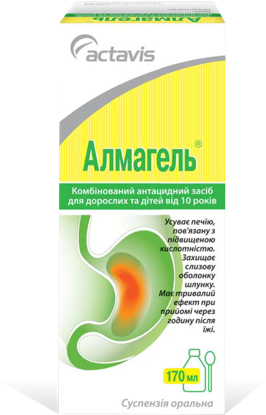 actavis
Алмагель®
Комбінований антацидний засіб
для дорослих та дітей від 10 років
Усуває печію,
пов'язану з
підвищеною
кислотністю.
Захищає
слизову
оболонку
шлунку.
Має тривалий
ефект при
прийомі через
годину після
їжі.
170 мл
Суспензія оральна